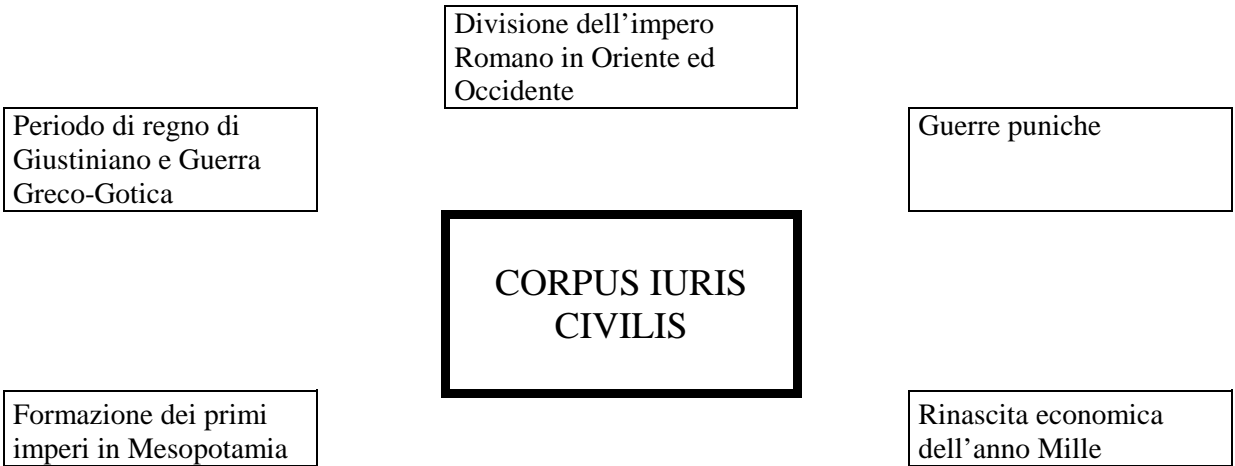 Divisione dell’impero
Romano in Oriente ed
Occidente
Periodo di regno di
Giustiniano e Guerra
Greco-Gotica
Guerre puniche
CORPUS IURIS
CIVILIS
Formazione dei primi
imperi in Mesopotamia
Rinascita economica
dell’anno Mille